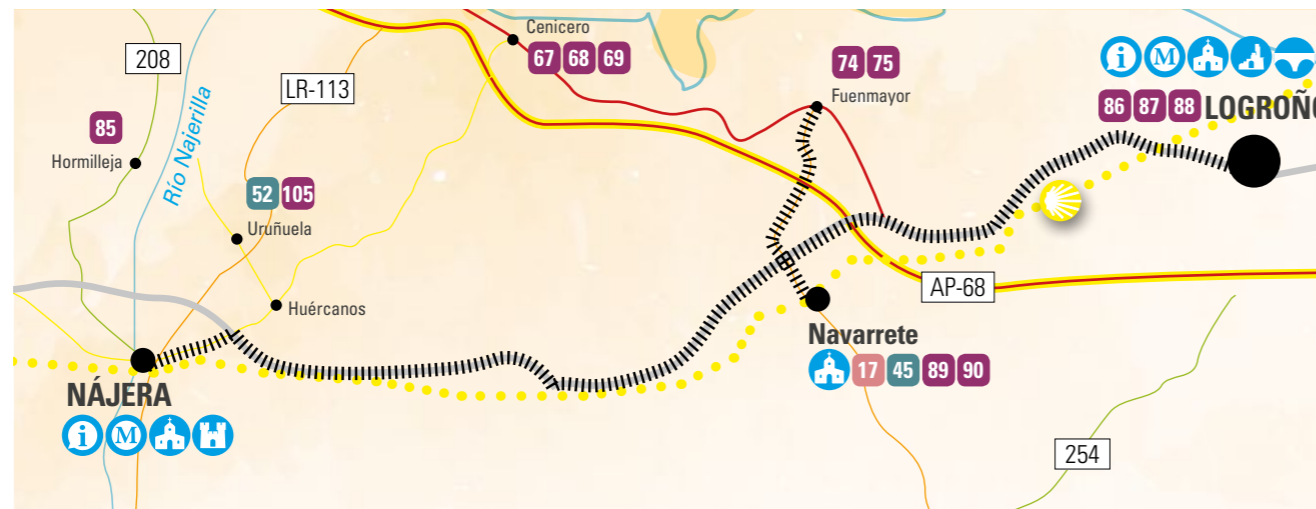 Cenicero
67 68 69
208
LR-113
74 75
Fuenmayor
i M
86 87 88 LOGROÑO
85
Hormilleja
Río Najerilla
52 105
Uruñuela
Huércanos
AP-68
Navarrete
17 45 89 90
NÁJERA
i M
254